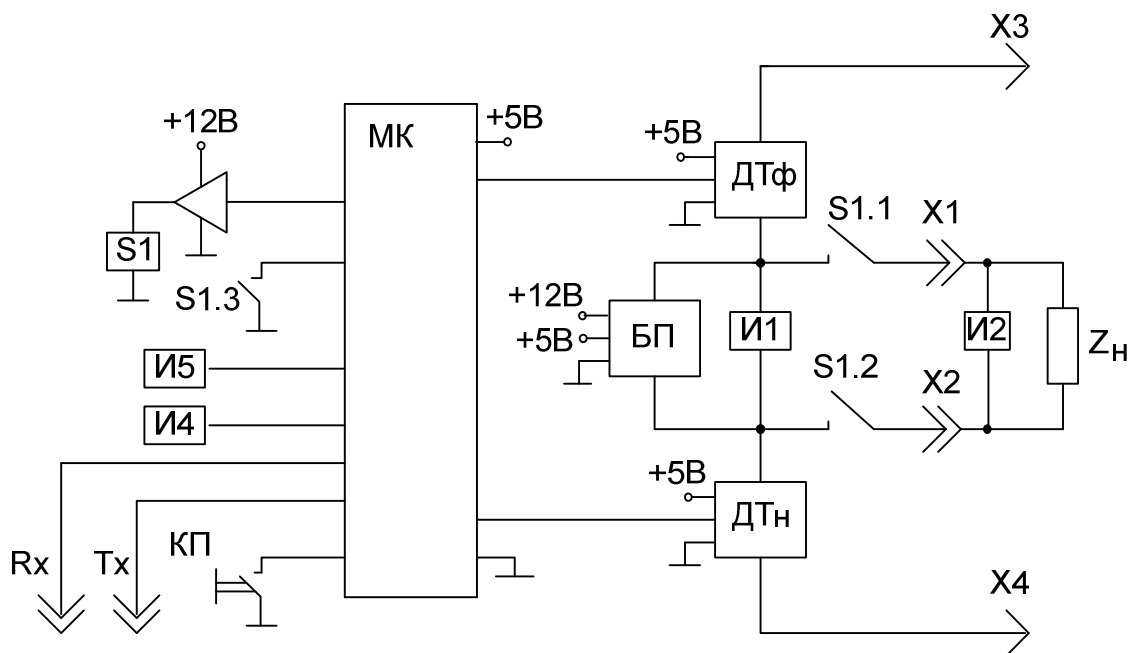 X3
+12В
МК
+5В
+5В
ДТф
S1
S1.1
X1
S1.3
+12В
+5В
БП
И1
И2
Zн
И5
S1.2
X2
И4
+5В
ДТн
Rx
Tx
КП
X4